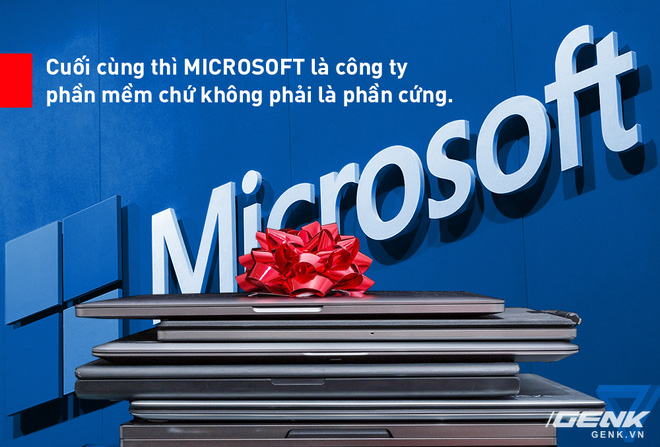 Cuối cùng thì MICROSOFT là công ty
phần mềm chứ không phải là phần cứng.
Microsoft
GENK
GENK.VN